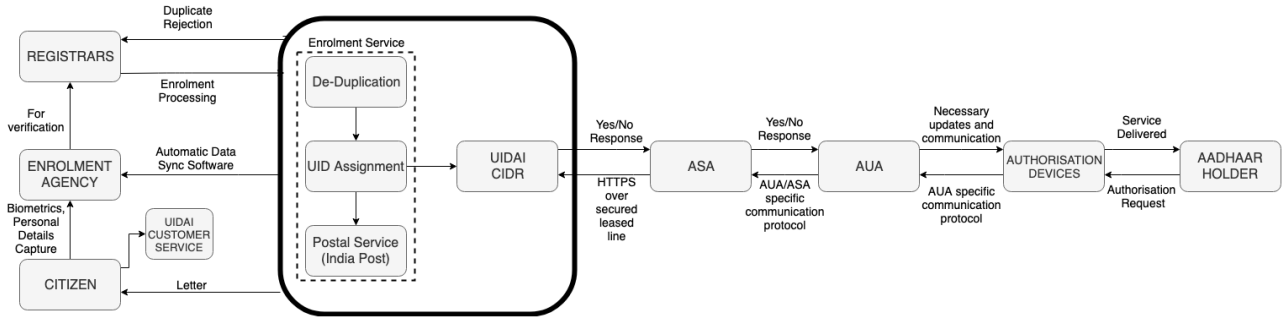 Duplicate
Rejection
REGISTRARS
Enrolment
Processing
For
verification
ENROLMENT
AGENCY
Automatic Data
Sync Software
Biometrics,
Personal
Details
Capture
UIDAI
CUSTOMER
SERVICE
CITIZEN
Letter
Enrolment Service
De-Duplication
UID Assignment
Postal Service
(India Post)
UIDAI
CIDR
Yes/No
Response
HTTPS
over
secured
leased
line
ASA
Yes/No
Response
AUA/ASA
specific
communication
protocol
AUA
Necessary
updates and
communication
AUA specific
communication
protocol
AUTHORISATION
DEVICES
Service
Delivered
Authorisation
Request
AADHAAR
HOLDER